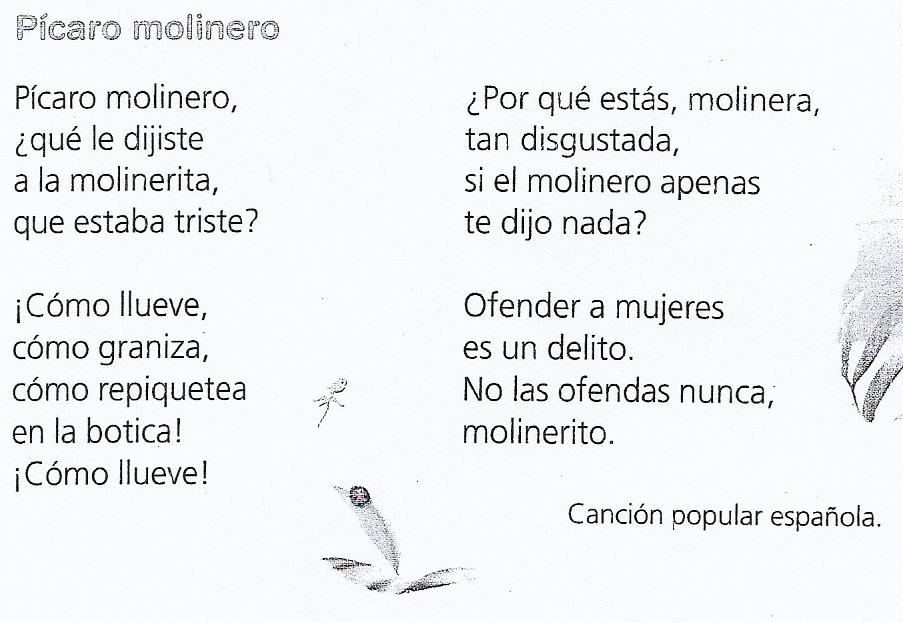 Pícaro molinero
Pícaro molinero,
¿qué le dijiste
a la molinerita,
que estaba triste?
¡Cómo llueve,
cómo graniza,
cómo repiquetea
en la botica!
¡Cómo llueve!
¿Por qué estás, molinera,
tan disgustada,
si el molinero apenas
te dijo nada?
Ofender a mujeres
es un delito.
No las ofendas nunca,
molinerito.
Canción popular española.